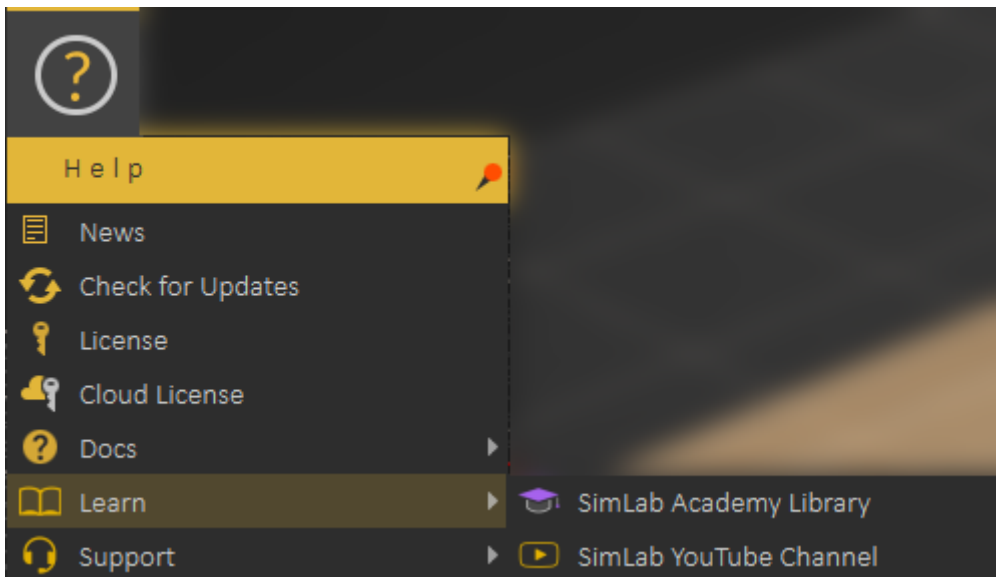 Help
News
Check for Updates
License
Cloud License
Docs
Learn
SimLab Academy Library
Support
SimLab YouTube Channel